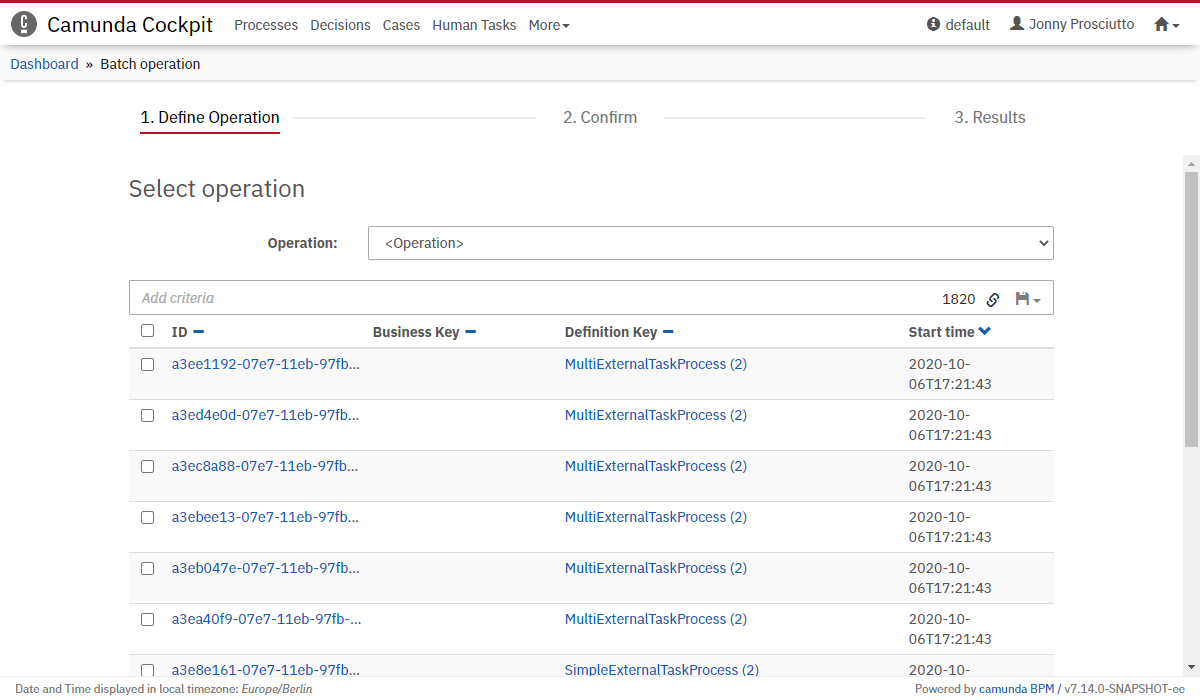 Camunda Cockpit Processes Decisions Cases Human Tasks More default Jonny Prosciutto
Dashboard » Batch operation
1. Define Operation 2. Confirm 3. Results
Select operation
Operation: <Operation>
Add criteria 1820
ID Business Key Definition Key Start time
a3ee1192-07e7-11eb-97fb... MultiExternalTaskProcess (2) 2020-10-
06T17:21:43
a3ed4e0d-07e7-11eb-97fb... MultiExternalTaskProcess (2) 2020-10-
06T17:21:43
a3ec8a88-07e7-11eb-97fb... MultiExternalTaskProcess (2) 2020-10-
06T17:21:43
a3ebee13-07e7-11eb-97fb... MultiExternalTaskProcess (2) 2020-10-
06T17:21:43
a3eb047e-07e7-11eb-97fb... MultiExternalTaskProcess (2) 2020-10-
06T17:21:43
a3ea40f9-07e7-11eb-97fb-... MultiExternalTaskProcess (2) 2020-10-
06T17:21:43
a3e8e161-07e7-11eb-97fb... SimpleExternalTaskProcess (2) 2020-10-
Date and Time displayed in local timezone: Europe/Berlin Powered by camunda BPM / v7.14.0-SNAPSHOT-ee